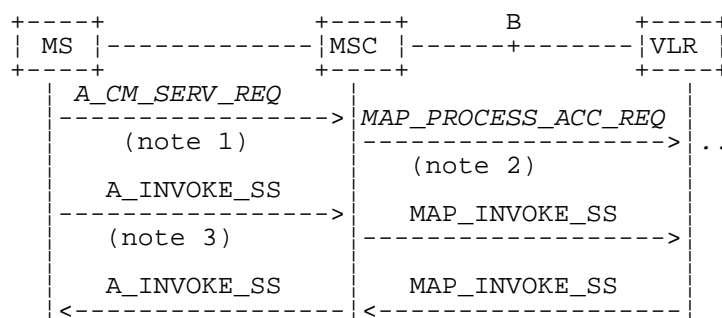 B
MS MSC VLR
A_CM_SERV_REQ
MAP_PROCESS_ACC_REQ
(note 1) ..
(note 2)
A_INVOKE_SS
MAP_INVOKE_SS
(note 3)
A_INVOKE_SS MAP_INVOKE_SS